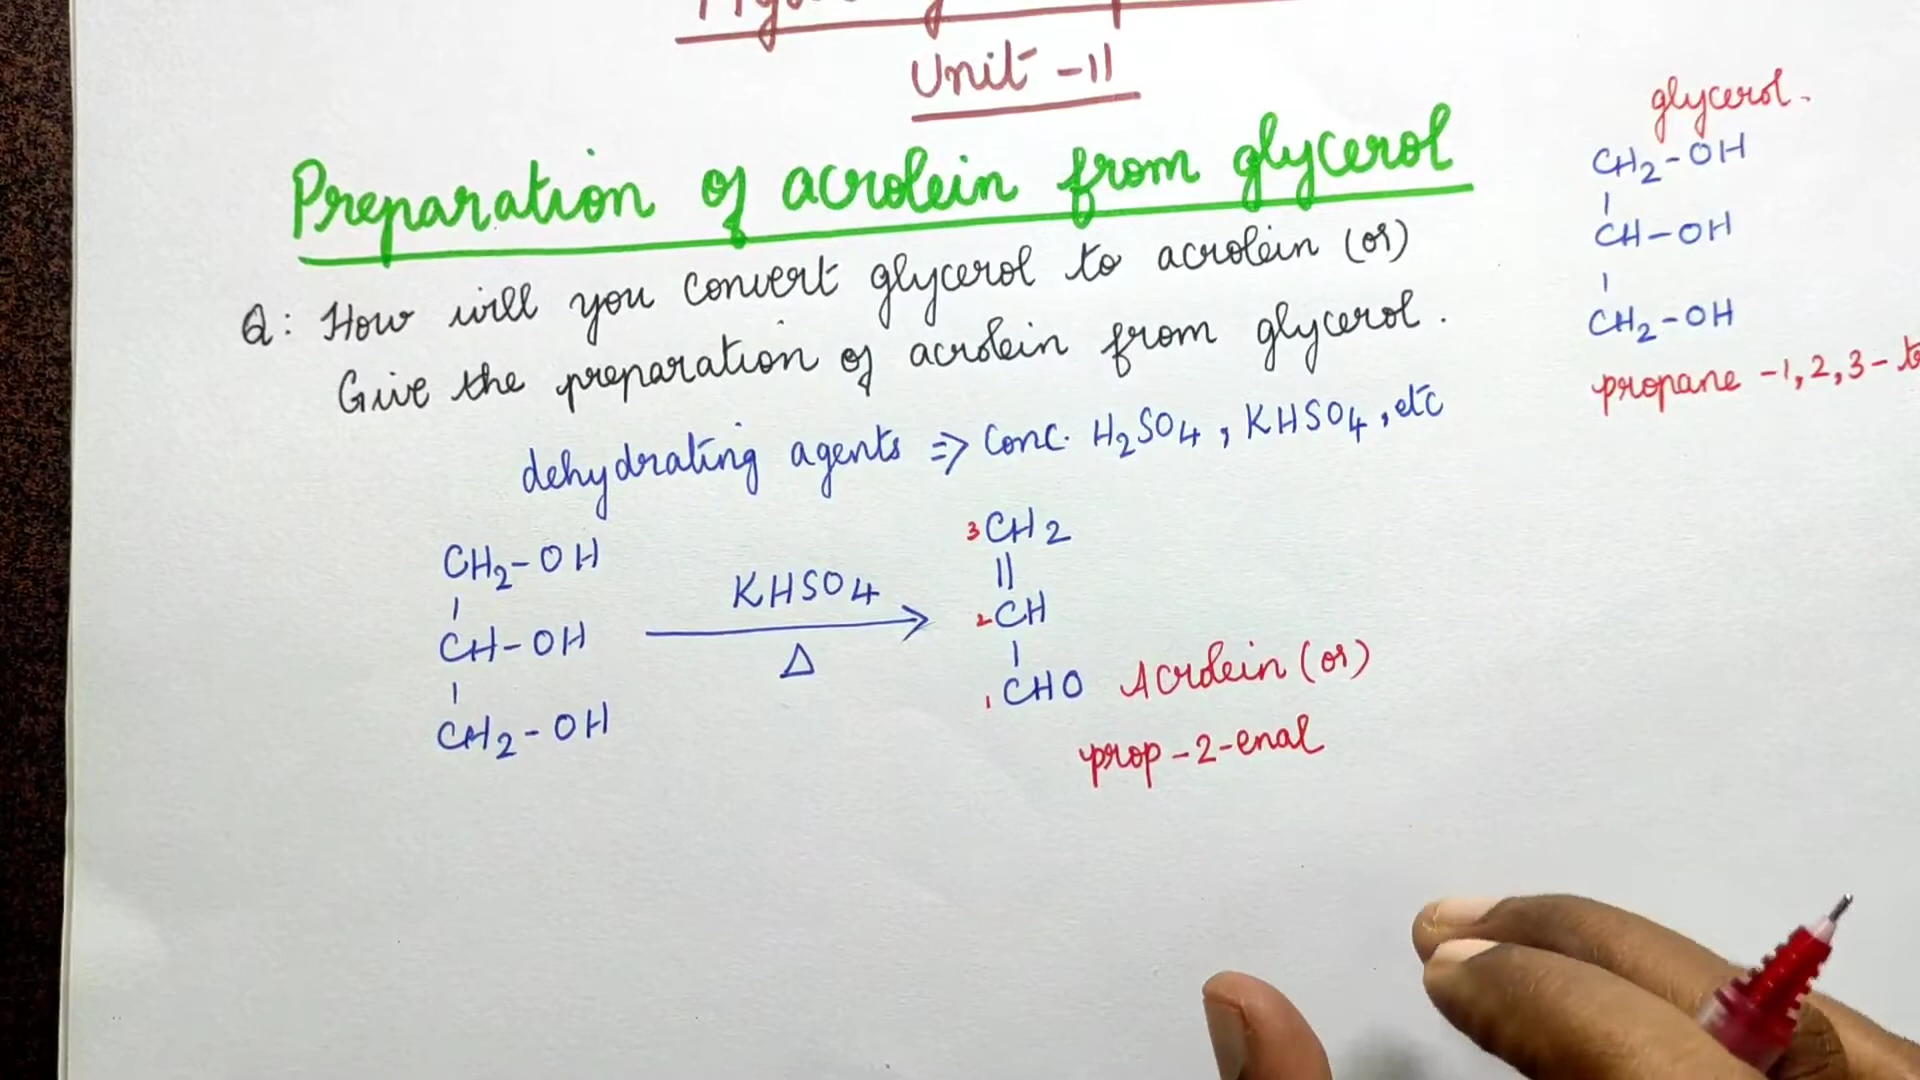 Unit -II
Preparation of acrolein from glycerol
Q: How will you convert glycerol to acrolein (or)
Give the preparation of acrolein from glycerol.
dehydrating agents => Conc. H2SO4, KHSO4, etc
CH2-OH
CH-OH
CH2-OH
KHSO4
Δ
3CH2
||
2CH
1CHO Acrolein (or)
prop-2-enal
glycerol.
CH2-OH
CH-OH
CH2-OH
propane -1,2,3-